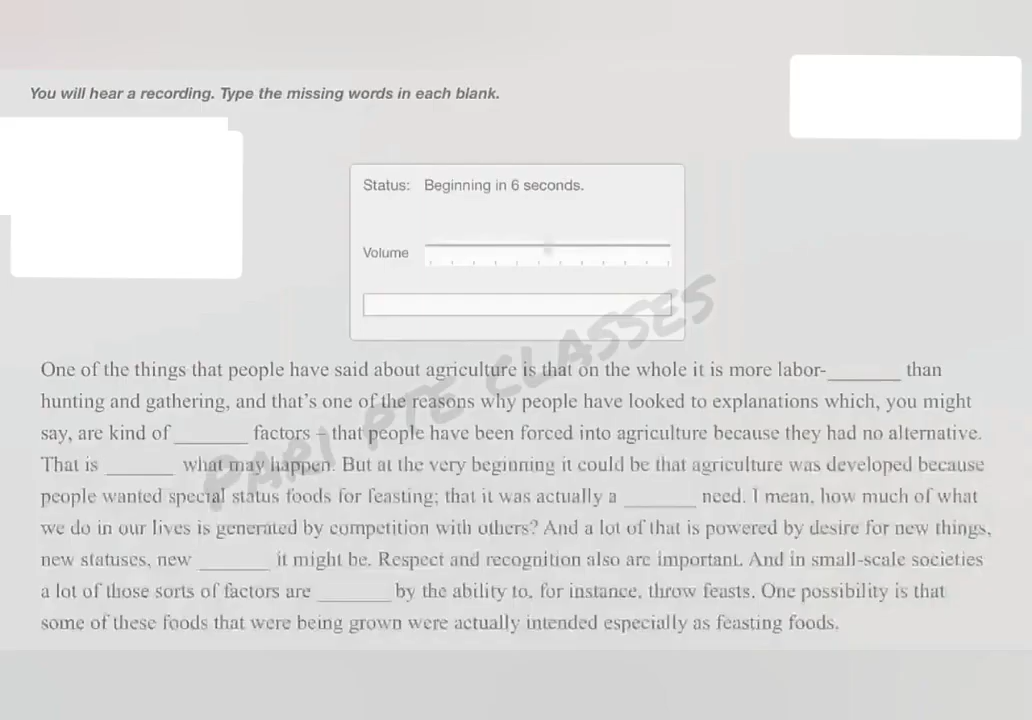 You will hear a recording. Type the missing words in each blank.
Status: Beginning in 6 seconds.
Volume
PARI PTE CLASSES
One of the things that people have said about agriculture is that on the whole it is more labor-________ than
hunting and gathering, and that's one of the reasons why people have looked to explanations which, you might
say, are kind of ________ factors – that people have been forced into agriculture because they had no alternative.
That is ________ what may happen. But at the very beginning it could be that agriculture was developed because
people wanted special status foods for feasting; that it was actually a ________ need. I mean, how much of what
we do in our lives is generated by competition with others? And a lot of that is powered by desire for new things,
new statuses, new ________ it might be. Respect and recognition also are important. And in small-scale societies
a lot of those sorts of factors are ________ by the ability to, for instance, throw feasts. One possibility is that
some of these foods that were being grown were actually intended especially as feasting foods.